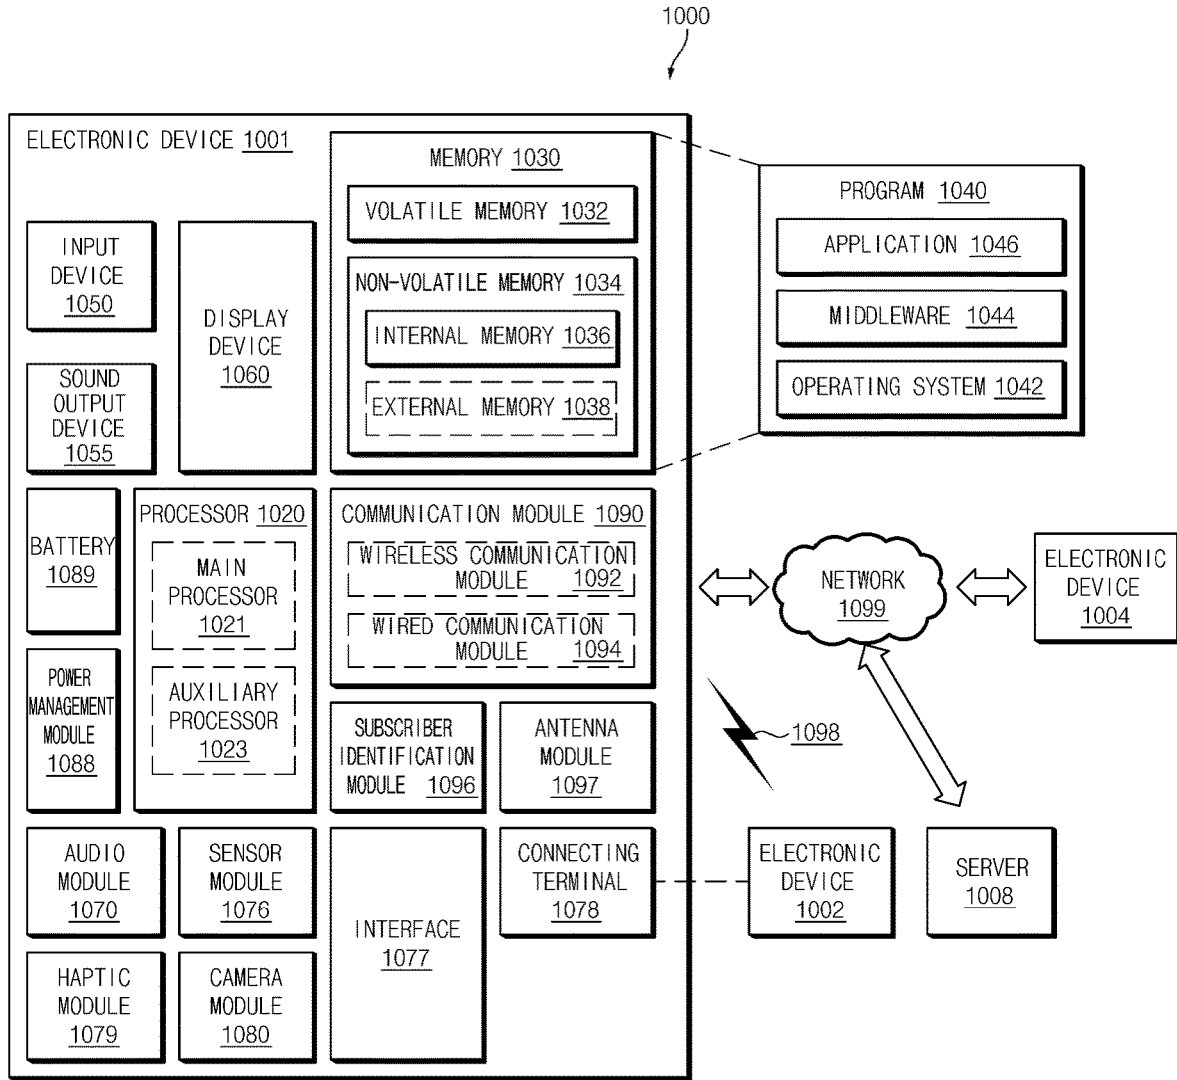 1000
ELECTRONIC DEVICE 1001
MEMORY 1030
VOLATILE MEMORY 1032
NON-VOLATILE MEMORY 1034
INTERNAL MEMORY 1036
EXTERNAL MEMORY 1038
PROGRAM 1040
APPLICATION 1046
MIDDLEWARE 1044
OPERATING SYSTEM 1042
INPUT
DEVICE
1050
DISPLAY
DEVICE
1060
SOUND
OUTPUT
DEVICE
1055
BATTERY
1089
PROCESSOR 1020
MAIN
PROCESSOR
1021
AUXILIARY
PROCESSOR
1023
COMMUNICATION MODULE 1090
WIRELESS COMMUNICATION
MODULE 1092
WIRED COMMUNICATION
MODULE 1094
NETWORK
1099
ELECTRONIC
DEVICE
1004
POWER
MANAGEMENT
MODULE
1088
SUBSCRIBER
IDENTIFICATION
MODULE 1096
ANTENNA
MODULE
1097
1098
AUDIO
MODULE
1070
SENSOR
MODULE
1076
INTERFACE
1077
CONNECTING
TERMINAL
1078
ELECTRONIC
DEVICE
1002
SERVER
1008
HAPTIC
MODULE
1079
CAMERA
MODULE
1080